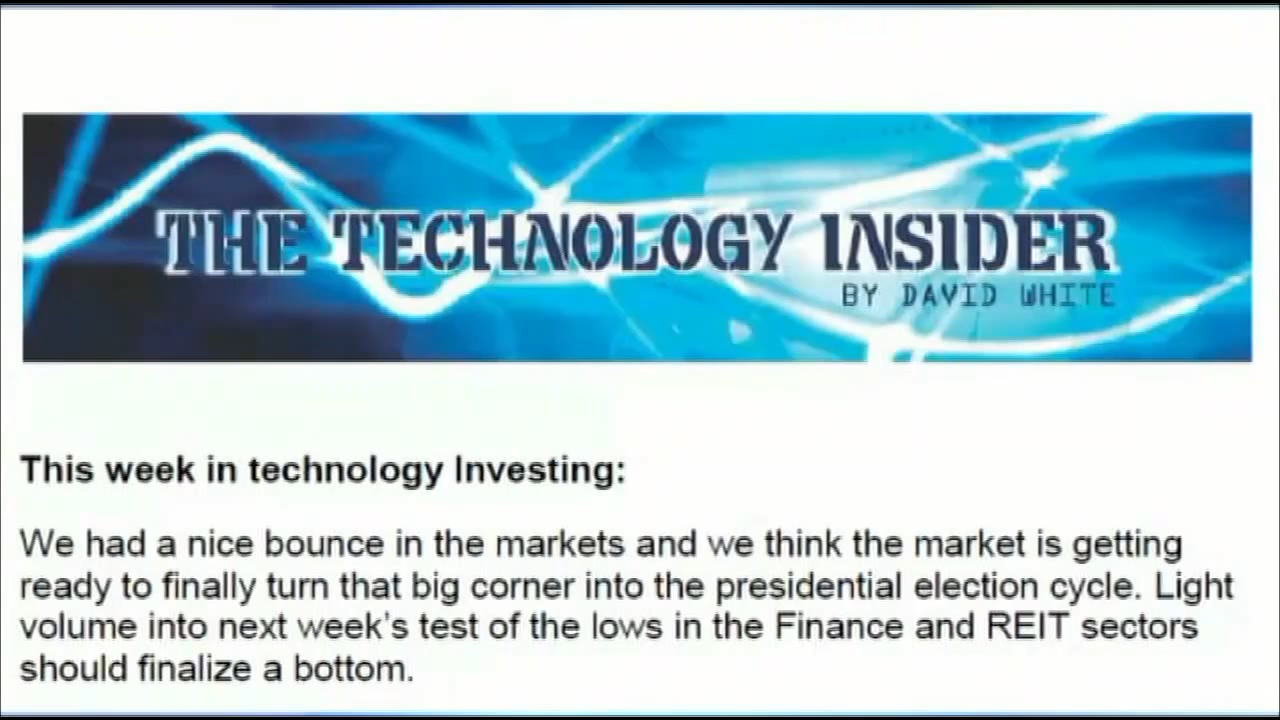 THE TECHNOLOGY INSIDER
BY DAVID WHITE
This week in technology Investing:
We had a nice bounce in the markets and we think the market is getting
ready to finally turn that big corner into the presidential election cycle. Light
volume into next week's test of the lows in the Finance and REIT sectors
should finalize a bottom.